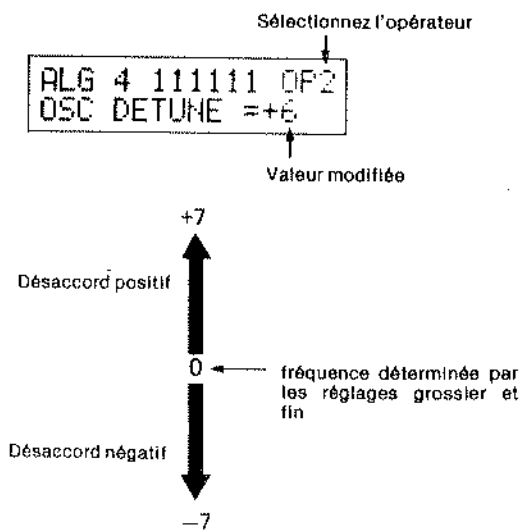 Sélectionnez l'opérateur
ALG 4 111111 OP2
OSC DETUNE =+6
Valeur modifiée
+7
Désaccord positif
0
fréquence déterminée par
les réglages grossier et
fin
Désaccord négatif
−7